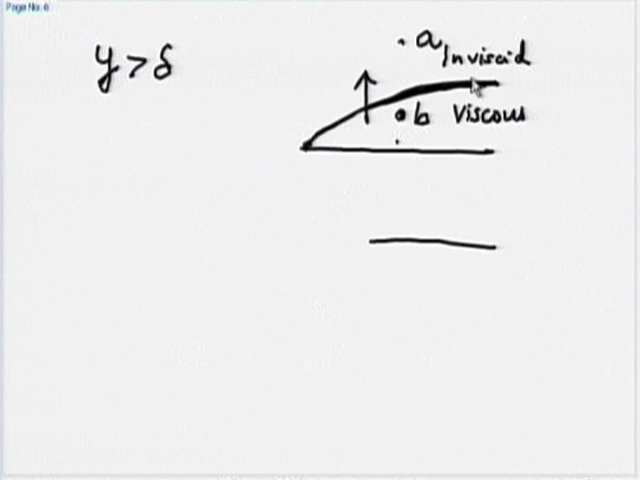 Page No: 6
y > δ
a
Inviscid
b Viscous